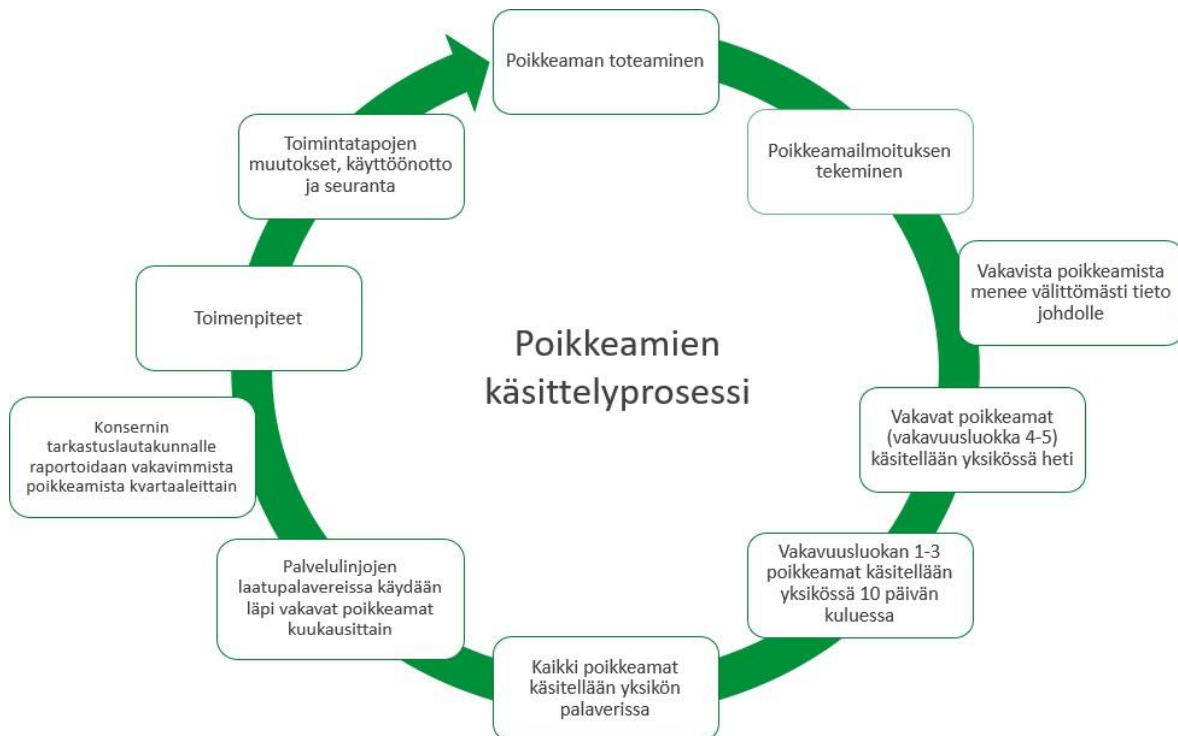 Poikkeaman toteaminen
Poikkeamailmoituksen
tekeminen
Vakavista poikkeamista
menee välittömästi tieto
johdolle
Vakavat poikkeamat
(vakavuusluokka 4-5)
käsitellään yksikössä heti
Vakavuusluokan 1-3
poikkeamat käsitellään
yksikössä 10 päivän
kuluessa
Kaikki poikkeamat
käsitellään yksikön
palaverissa
Palvelulinjojen
laatupalavereissa käydään
läpi vakavat poikkeamat
kuukausittain
Konsernin
tarkastuslautakunnalle
raportoidaan vakavimmista
poikkeamista kvartaaleittain
Toimenpiteet
Toimintatapojen
muutokset, käyttöönotto
ja seuranta
Poikkeamien
käsittelyprosessi